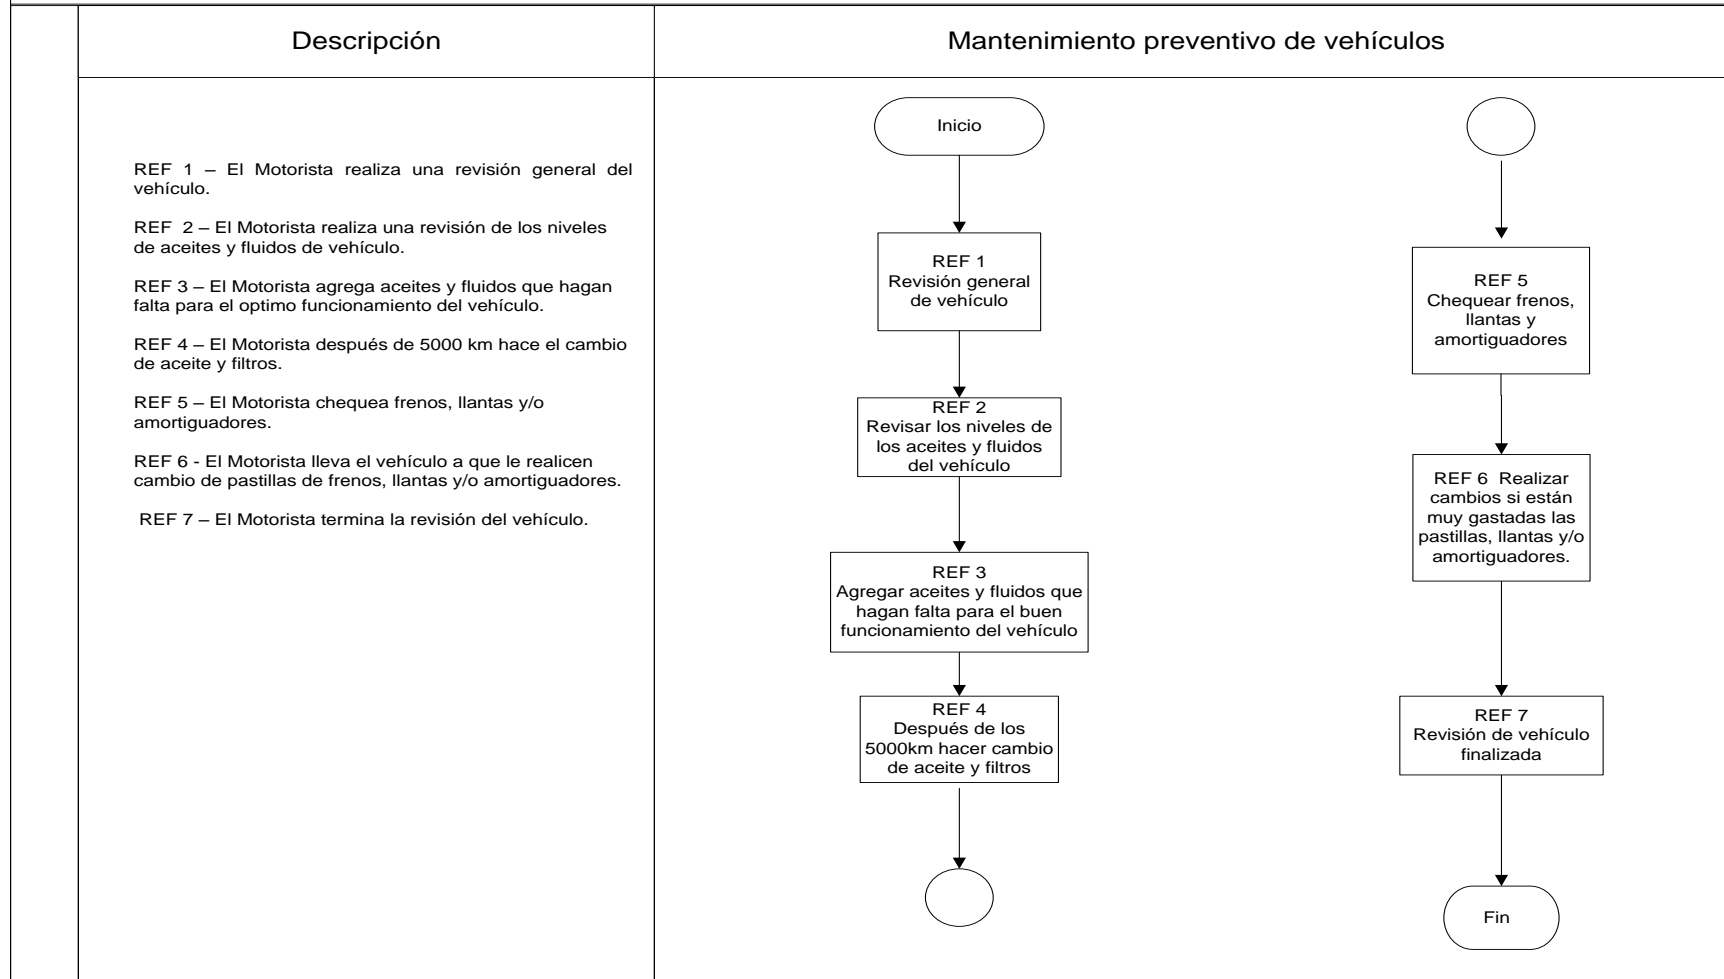 Descripción
Mantenimiento preventivo de vehículos
REF 1 – El Motorista realiza una revisión general del
vehículo.
REF 2 – El Motorista realiza una revisión de los niveles
de aceites y fluidos de vehículo.
REF 3 – El Motorista agrega aceites y fluidos que hagan
falta para el optimo funcionamiento del vehículo.
REF 4 – El Motorista después de 5000 km hace el cambio
de aceite y filtros.
REF 5 – El Motorista chequea frenos, llantas y/o
amortiguadores.
REF 6 - El Motorista lleva el vehículo a que le realicen
cambio de pastillas de frenos, llantas y/o amortiguadores.
REF 7 – El Motorista termina la revisión del vehículo.
Inicio
REF 1
Revisión general
de vehículo
REF 2
Revisar los niveles de
los aceites y fluidos
del vehículo
REF 3
Agregar aceites y fluidos que
hagan falta para el buen
funcionamiento del vehículo
REF 4
Después de los
5000km hacer cambio
de aceite y filtros
REF 5
Chequear frenos,
llantas y
amortiguadores
REF 6 Realizar
cambios si están
muy gastadas las
pastillas, llantas y/o
amortiguadores.
REF 7
Revisión de vehículo
finalizada
Fin